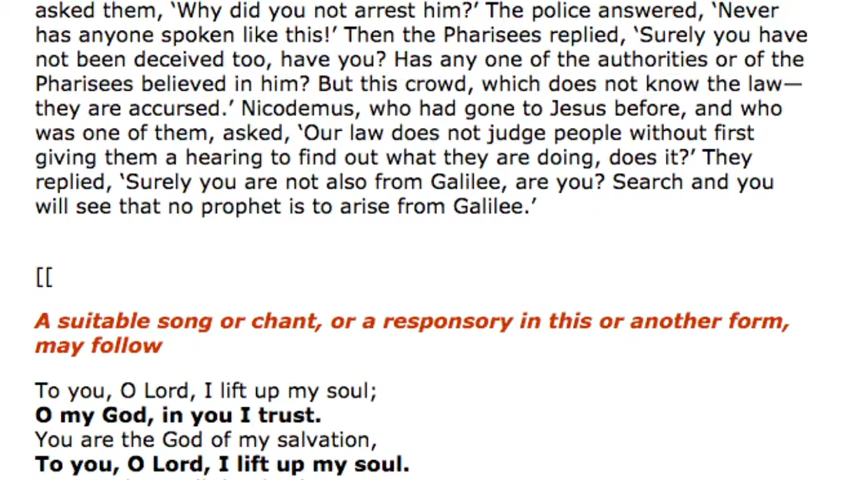 asked them, ‘Why did you not arrest him?’ The police answered, ‘Never
has anyone spoken like this!’ Then the Pharisees replied, ‘Surely you have
not been deceived too, have you? Has any one of the authorities or of the
Pharisees believed in him? But this crowd, which does not know the law—
they are accursed.’ Nicodemus, who had gone to Jesus before, and who
was one of them, asked, ‘Our law does not judge people without first
giving them a hearing to find out what they are doing, does it?’ They
replied, ‘Surely you are not also from Galilee, are you? Search and you
will see that no prophet is to arise from Galilee.’
[[
A suitable song or chant, or a responsory in this or another form,
may follow
To you, O Lord, I lift up my soul;
O my God, in you I trust.
You are the God of my salvation,
To you, O Lord, I lift up my soul.